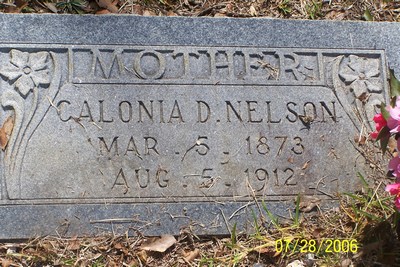 MOTHER
CALONIA D. NELSON
MAR. 5. 1873
AUG. 5. 1912
07/28/2006